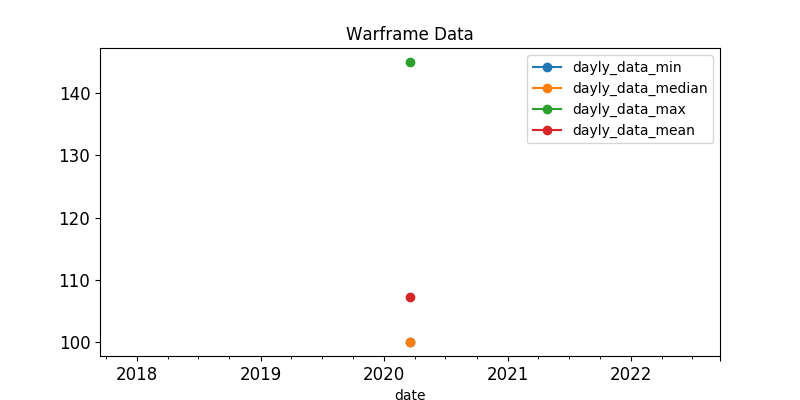 Warframe Data
dayly_data_min
dayly_data_median
dayly_data_max
dayly_data_mean
140
130
120
110
100
2018 2019 2020 2021 2022
date